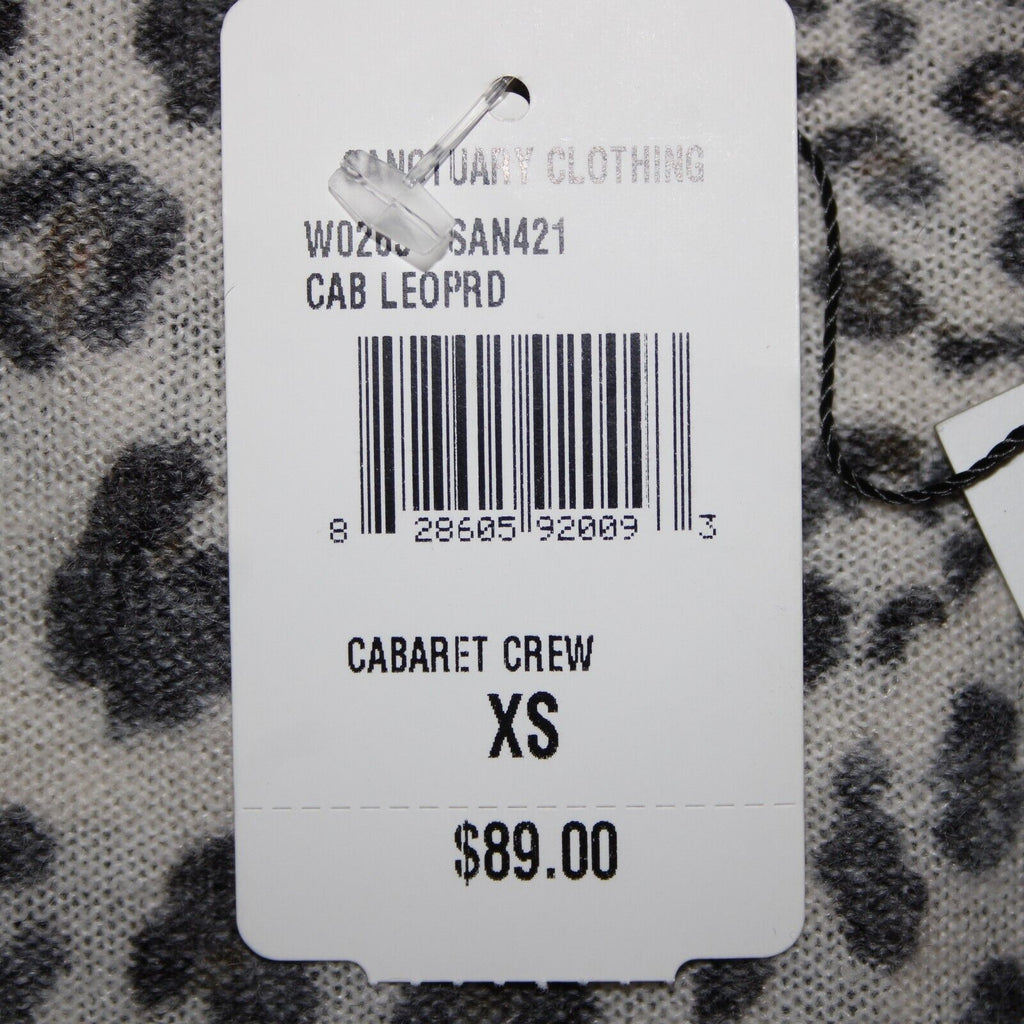 SANCTUARY CLOTHING
SAN421
CAB LEOPRD
8 28605 92009 3
CABARET CREW
XS
$89.00